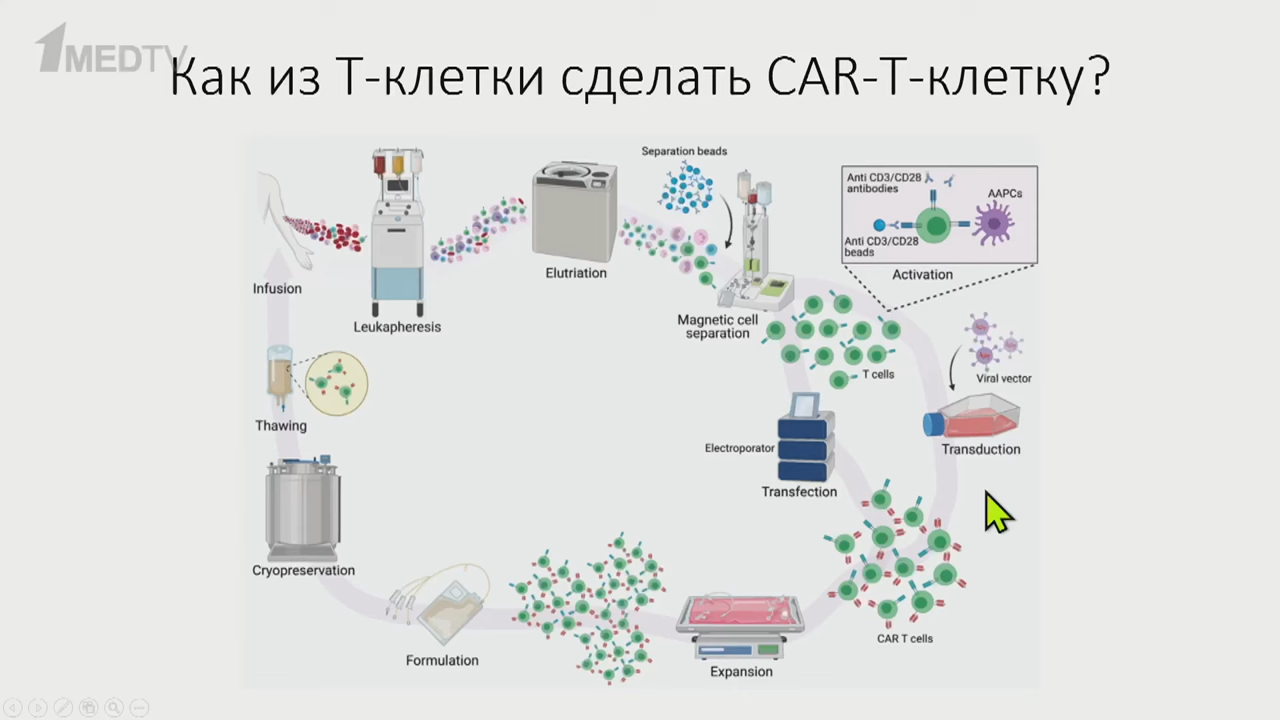 1MEDTV
Как из Т-клетки сделать CAR-T-клетку?
Separation beads
Anti CD3/CD28
antibodies
AAPCs
Anti CD3/CD28
beads
Activation
Infusion
Leukapheresis
Elutriation
Magnetic cell
separation
T cells
Viral vector
Thawing
Electroporator
Transfection
Transduction
Cryopreservation
Formulation
Expansion
CAR T cells